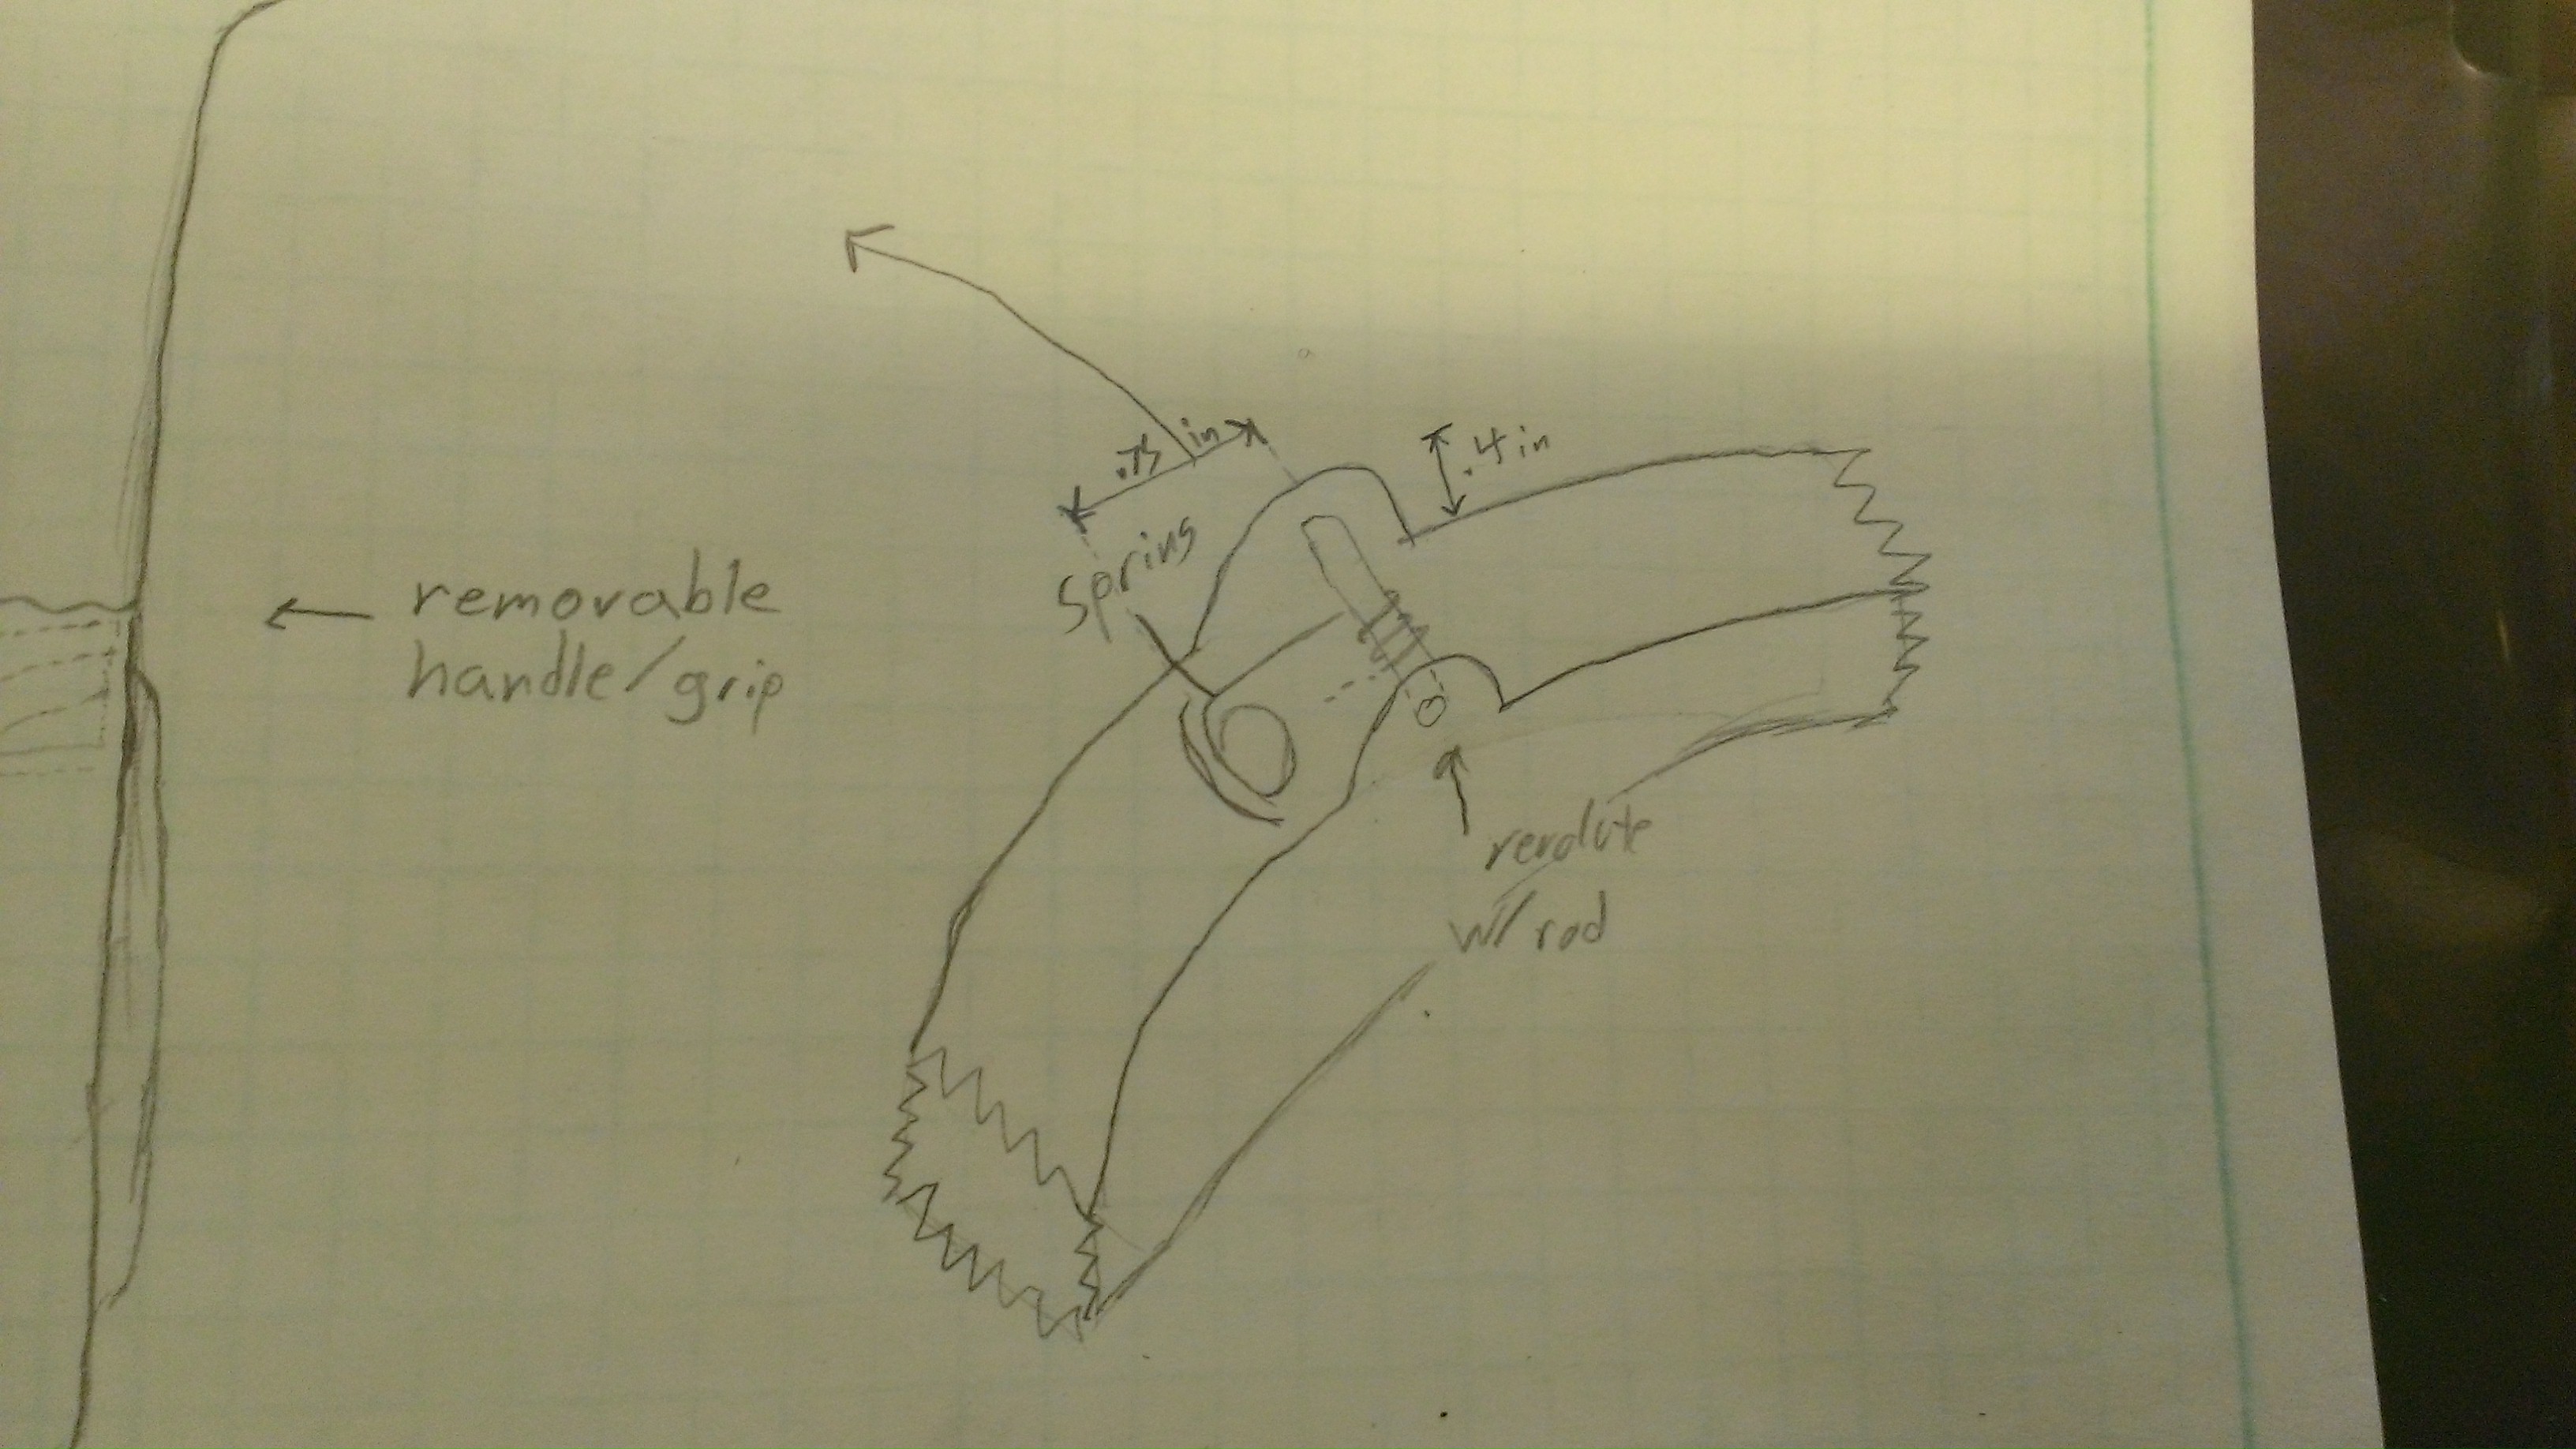 .75 in
.4 in
Spring
← removable
handle/grip
revolute
w/ rod